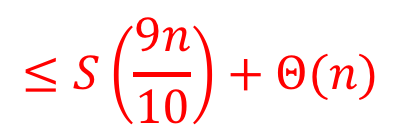 ≤ S(9n/10) + Θ(n)